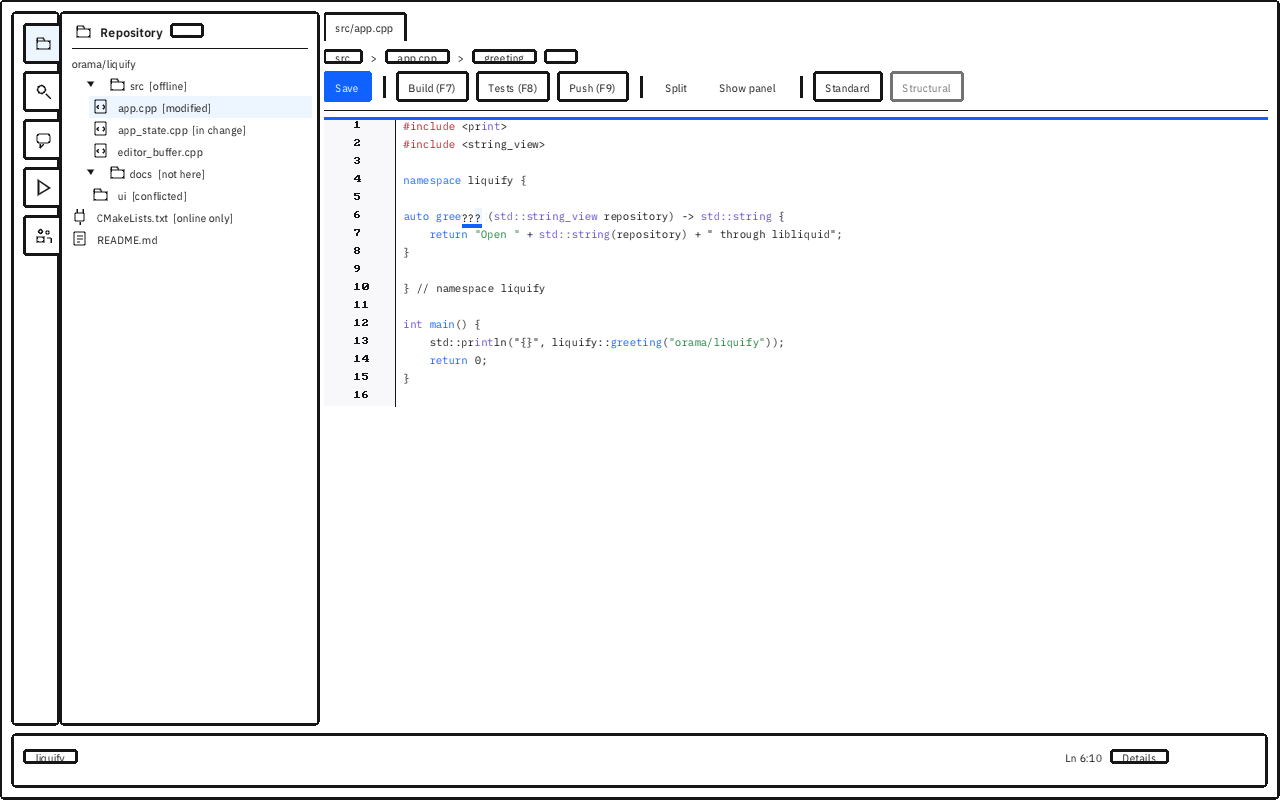 Repository
orama/liquify
src [offline]
app.cpp [modified]
app_state.cpp [in change]
editor_buffer.cpp
docs [not here]
ui [conflicted]
CMakeLists.txt [online only]
README.md
src/app.cpp
src > app.cpp > greeting
Save Build (F7) Tests (F8) Push (F9) Split Show panel Standard Structural
1 #include <print>
2 #include <string_view>
3
4 namespace liquify {
5
6 auto gree??? (std::string_view repository) -> std::string {
7 return "Open " + std::string(repository) + " through libliquid";
8 }
9
10 } // namespace liquify
11
12 int main() {
13 std::println("{}", liquify::greeting("orama/liquify"));
14 return 0;
15 }
16
liquify Ln 6:10 Details